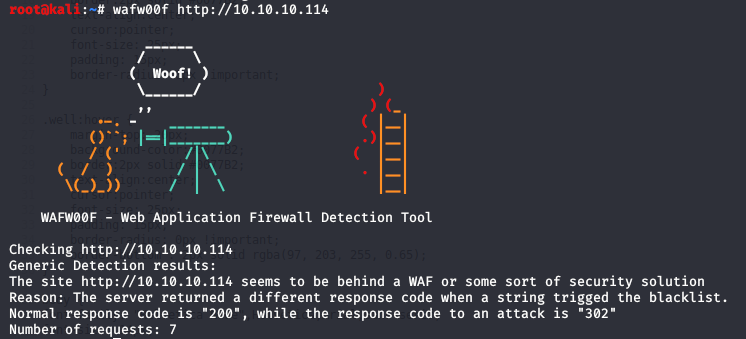 root@kali:~# wafw00f http://10.10.10.114
Woof!
WAFW00F - Web Application Firewall Detection Tool
Checking http://10.10.10.114
Generic Detection results:
The site http://10.10.10.114 seems to be behind a WAF or some sort of security solution
Reason: The server returned a different response code when a string trigged the blacklist.
Normal response code is "200", while the response code to an attack is "302"
Number of requests: 7